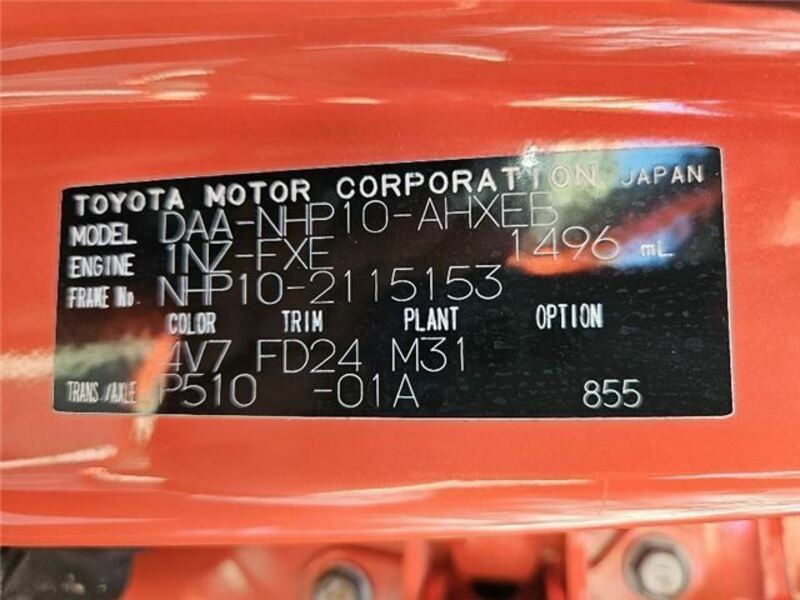 TOYOTA MOTOR CORPORATION JAPAN
MODEL DAA-NHP10-AHXEB
ENGINE 1NZ-FXE 1496 mL
FRAME No. NHP10-2115153
COLOR TRIM PLANT OPTION
4V7 FD24 M31
TRANS./AXLE P510 -01A 855